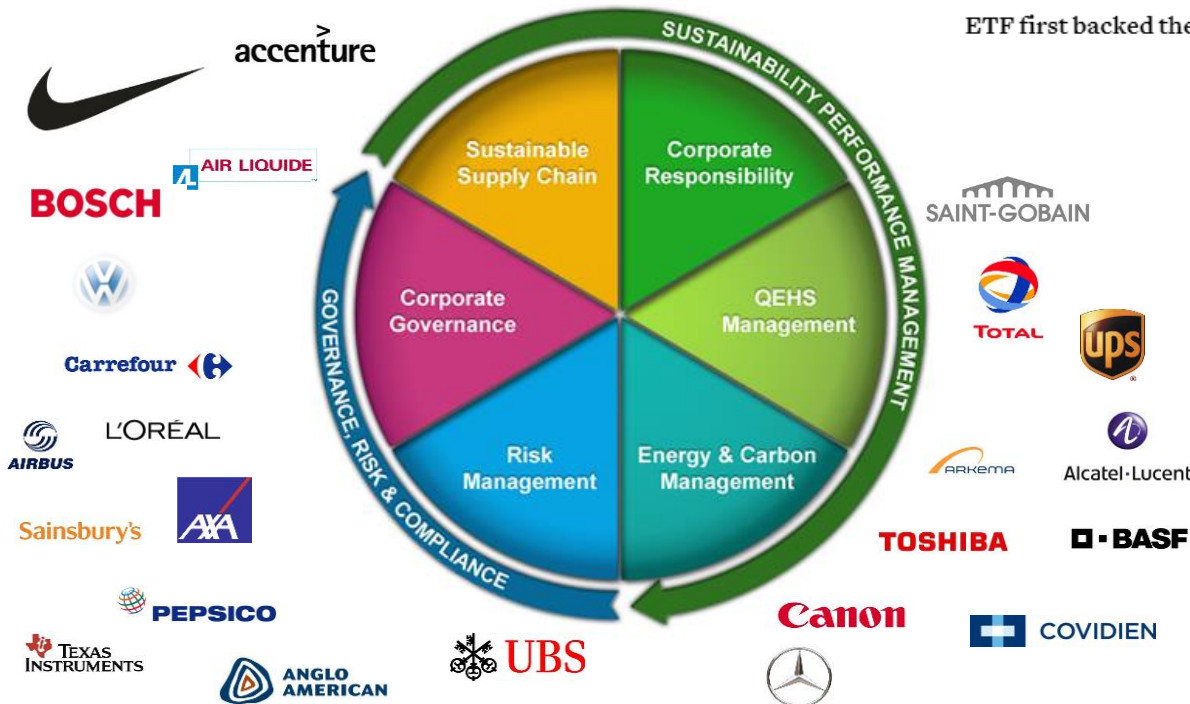 ETF first backed the
>
accenture
AIR LIQUIDE
BOSCH
Carrefour
AIRBUS
L'ORÉAL
Sainsbury's
AXA
PEPSICO
TEXAS
INSTRUMENTS
ANGLO
AMERICAN
UBS
SUSTAINABILITY PERFORMANCE MANAGEMENT
GOVERNANCE, RISK & COMPLIANCE
Sustainable
Supply Chain
Corporate
Responsibility
Corporate
Governance
QEHS
Management
Risk
Management
Energy & Carbon
Management
SAINT-GOBAIN
TOTAL
ups
ARKEMA
Alcatel·Lucent
TOSHIBA
BASF
Canon
COVIDIEN